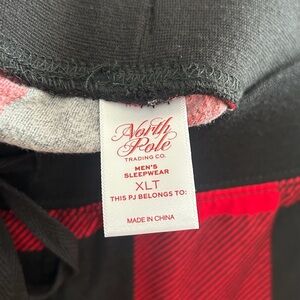 North
Pole
TRADING CO.
MEN'S
SLEEPWEAR
XLT
THIS PJ BELONGS TO:
MADE IN CHINA